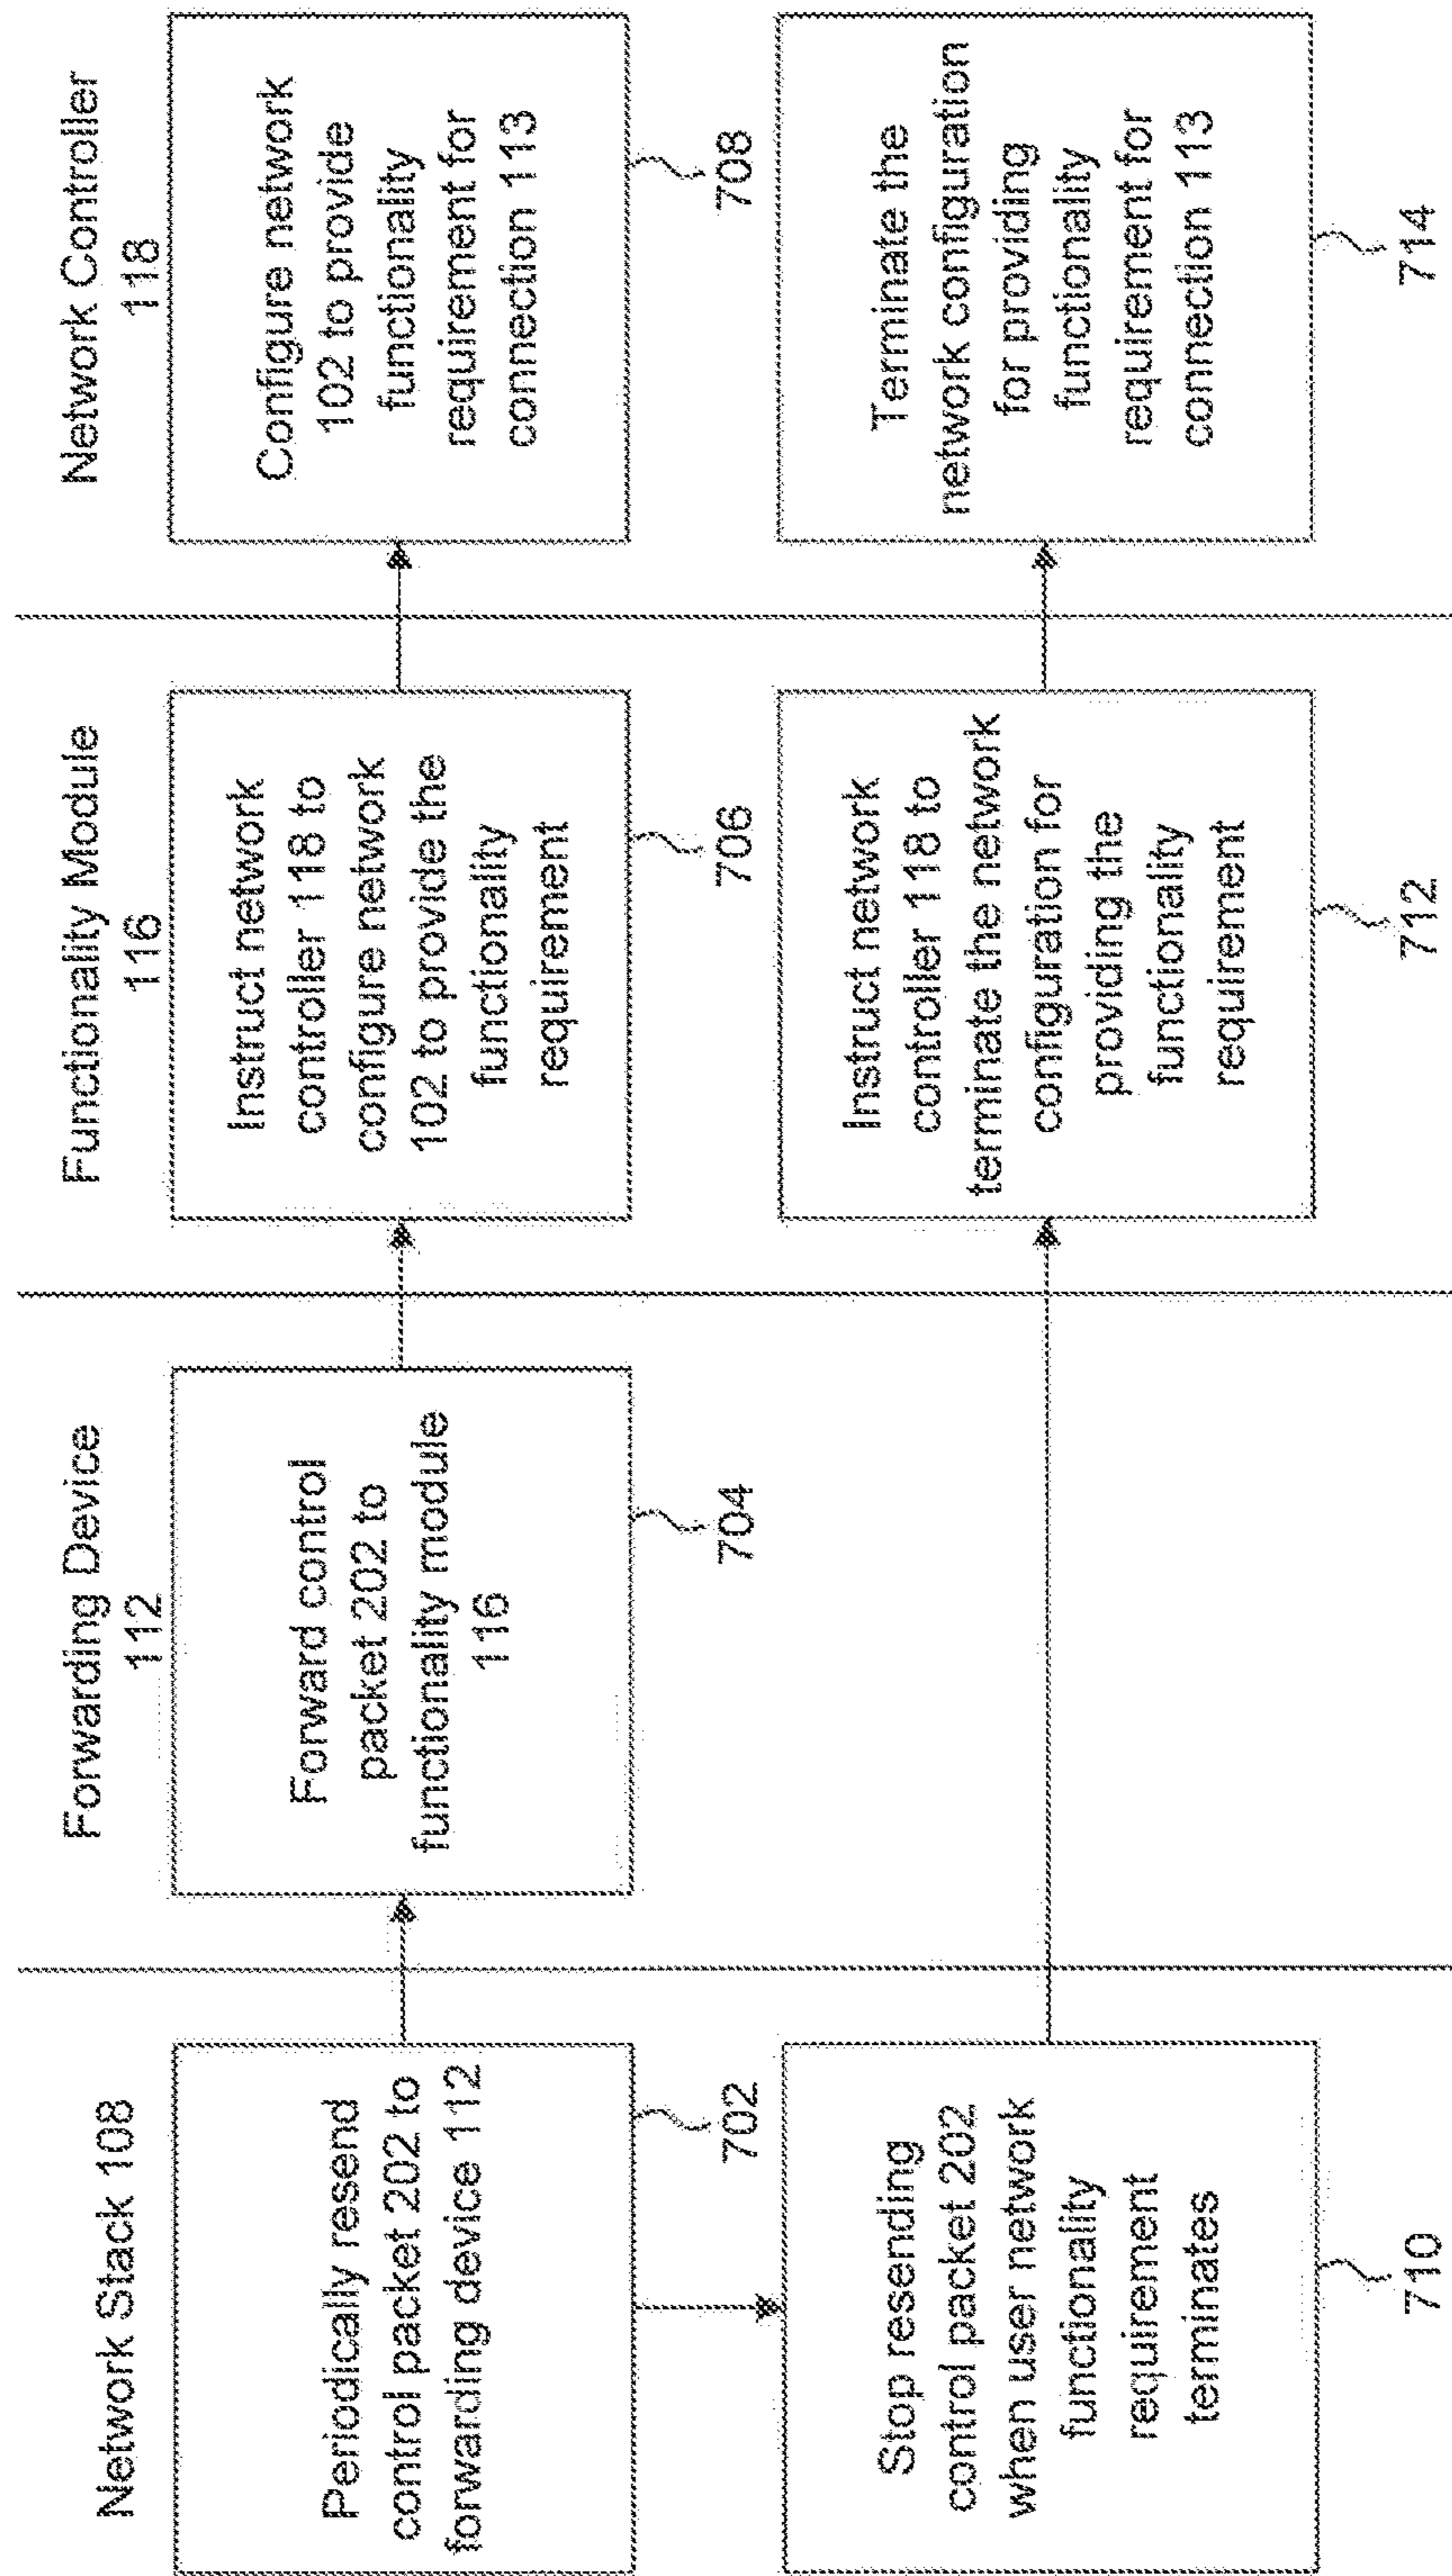 Network Stack 108
Periodically resend
control packet 202 to
forwarding device 112
702
Stop resending
control packet 202
when user network
functionality
requirement
terminates
710
Forwarding Device
112
Forward control
packet 202 to
functionality module
116
704
Functionality Module
116
Instruct network
controller 118 to
configure network
102 to provide the
functionality
requirement
706
Instruct network
controller 118 to
terminate the network
configuration for
providing the
functionality
requirement
712
Network Controller
118
Configure network
102 to provide
functionality
requirement for
connection 113
708
Terminate the
network configuration
for providing
functionality
requirement for
connection 113
714